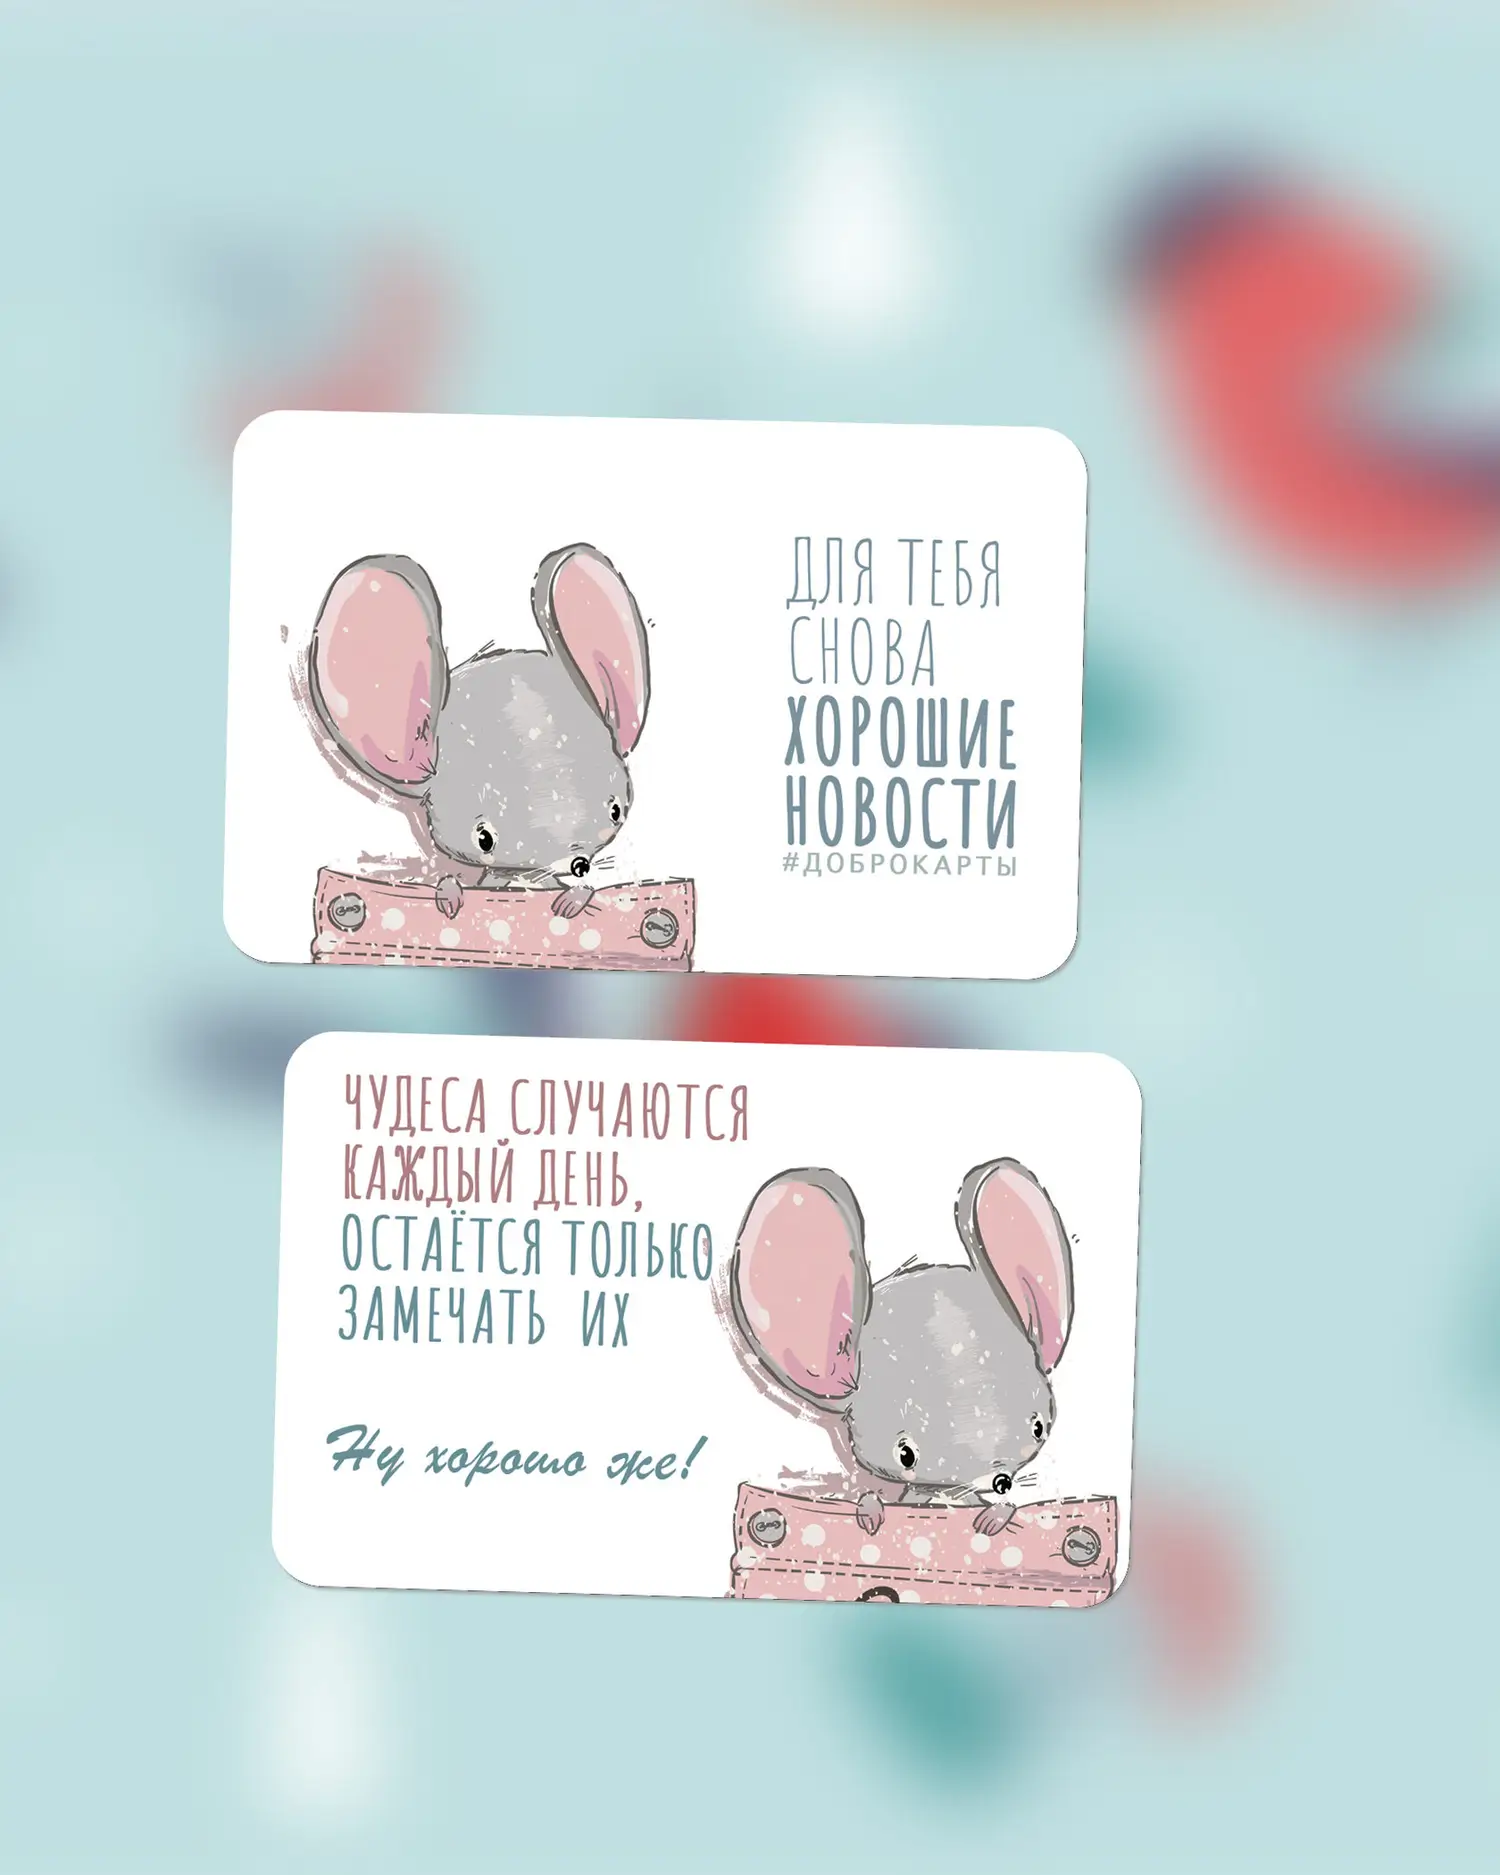 ДЛЯ ТЕБЯ
СНОВА
ХОРОШИЕ
НОВОСТИ
#ДОБРОКАРТЫ
ЧУДЕСА СЛУЧАЮТСЯ
КАЖДЫЙ ДЕНЬ,
ОСТАЁТСЯ ТОЛЬКО
ЗАМЕЧАТЬ ИХ
Ну хорошо же!